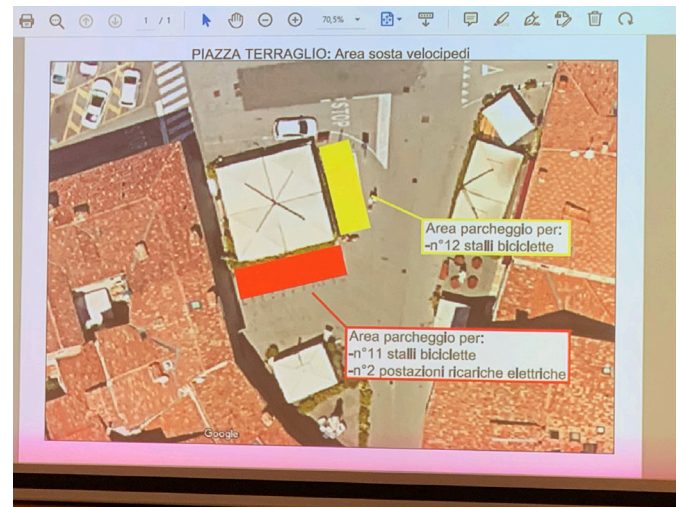 1 / 1
70,5%
PIAZZA TERRAGLIO: Area sosta velocipedi
STOP
Area parcheggio per:
-n°12 stalli biciclette
Area parcheggio per:
-n°11 stalli biciclette
-n°2 postazioni ricariche elettriche
Google